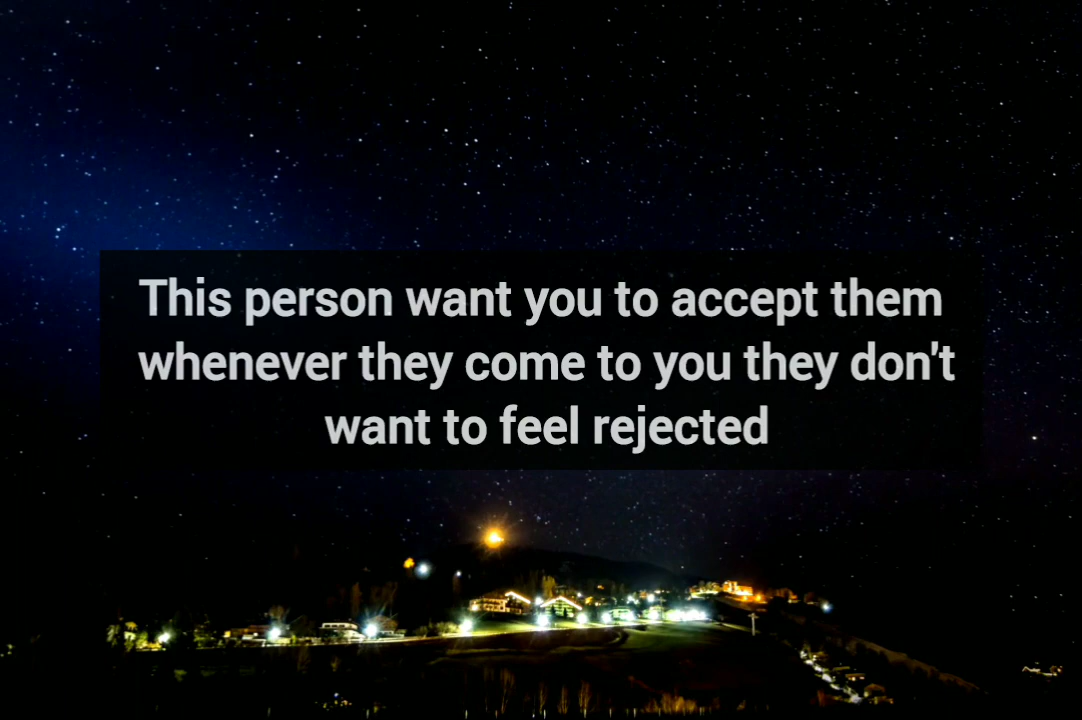 This person want you to accept them
whenever they come to you they don't
want to feel rejected